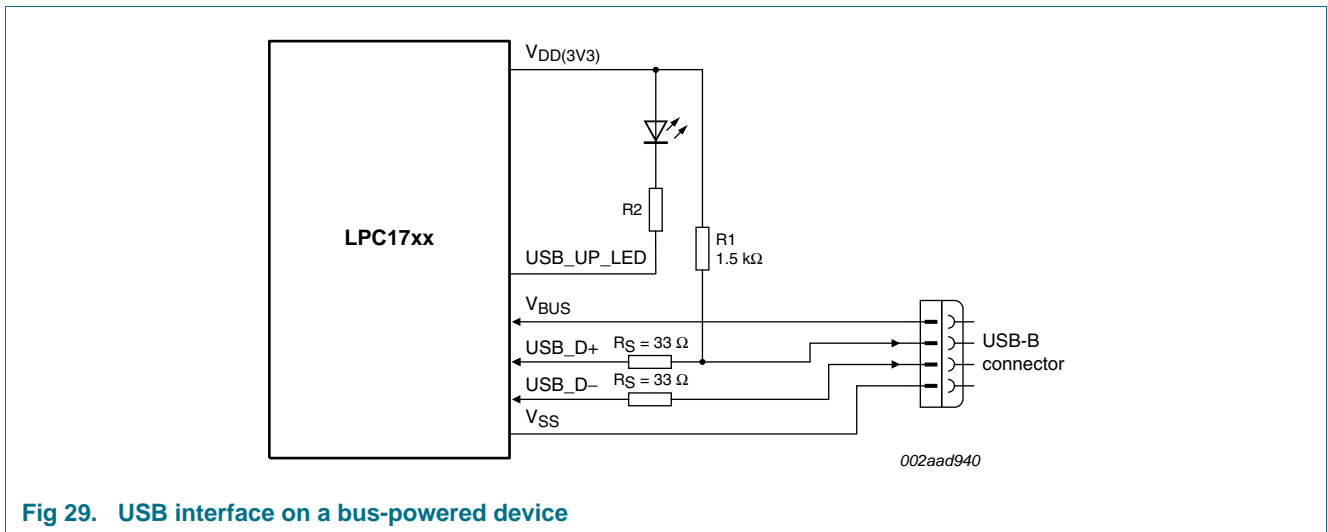 VDD(3V3)
R2
LPC17xx
R1
1.5 kΩ
USB_UP_LED
VBUS
USB_D+
RS = 33 Ω
USB_D−
RS = 33 Ω
VSS
USB-B
connector
002aad940
Fig 29. USB interface on a bus-powered device